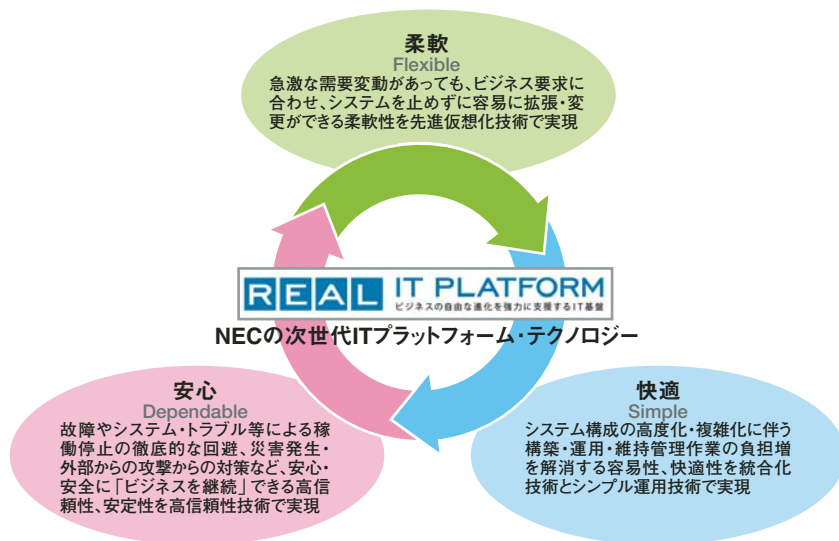 柔軟
Flexible
急激な需要変動があっても、ビジネス要求に
合わせ、システムを止めずに容易に拡張・変
更ができる柔軟性を先進仮想化技術で実現
REAL IT PLATFORM
ビジネスの自由な進化を強力に支援するIT基盤
NECの次世代ITプラットフォーム・テクノロジー
安心
Dependable
故障やシステム・トラブル等による稼
働停止の徹底的な回避、災害発生・
外部からの攻撃からの対策など、安心・
安全に「ビジネスを継続」できる高信
頼性、安定性を高信頼性技術で実現
快適
Simple
システム構成の高度化・複雑化に伴う
構築・運用・維持管理作業の負担増
を解消する容易性、快適性を統合化
技術とシンプル運用技術で実現